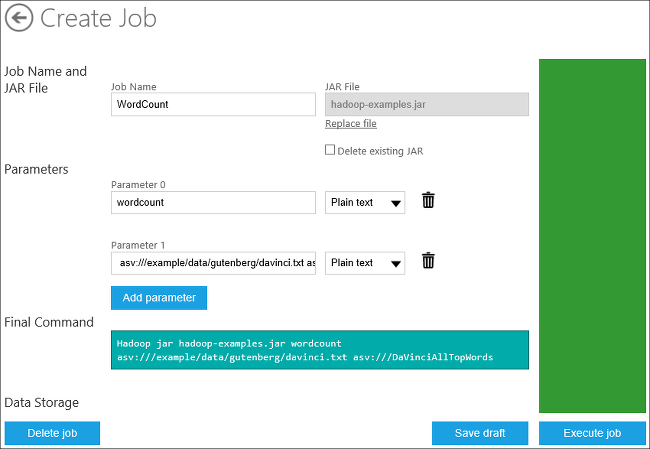 Create Job
Job Name and
JAR File
Job Name
JAR File
WordCount
hadoop-examples.jar
Replace file
Delete existing JAR
Parameters
Parameter 0
wordcount
Plain text
Parameter 1
asv:///example/data/gutenberg/davinci.txt as
Plain text
Add parameter
Final Command
Hadoop jar hadoop-examples.jar wordcount
asv:///example/data/gutenberg/davinci.txt asv:///DaVinciAllTopWords
Data Storage
Delete job
Save draft
Execute job